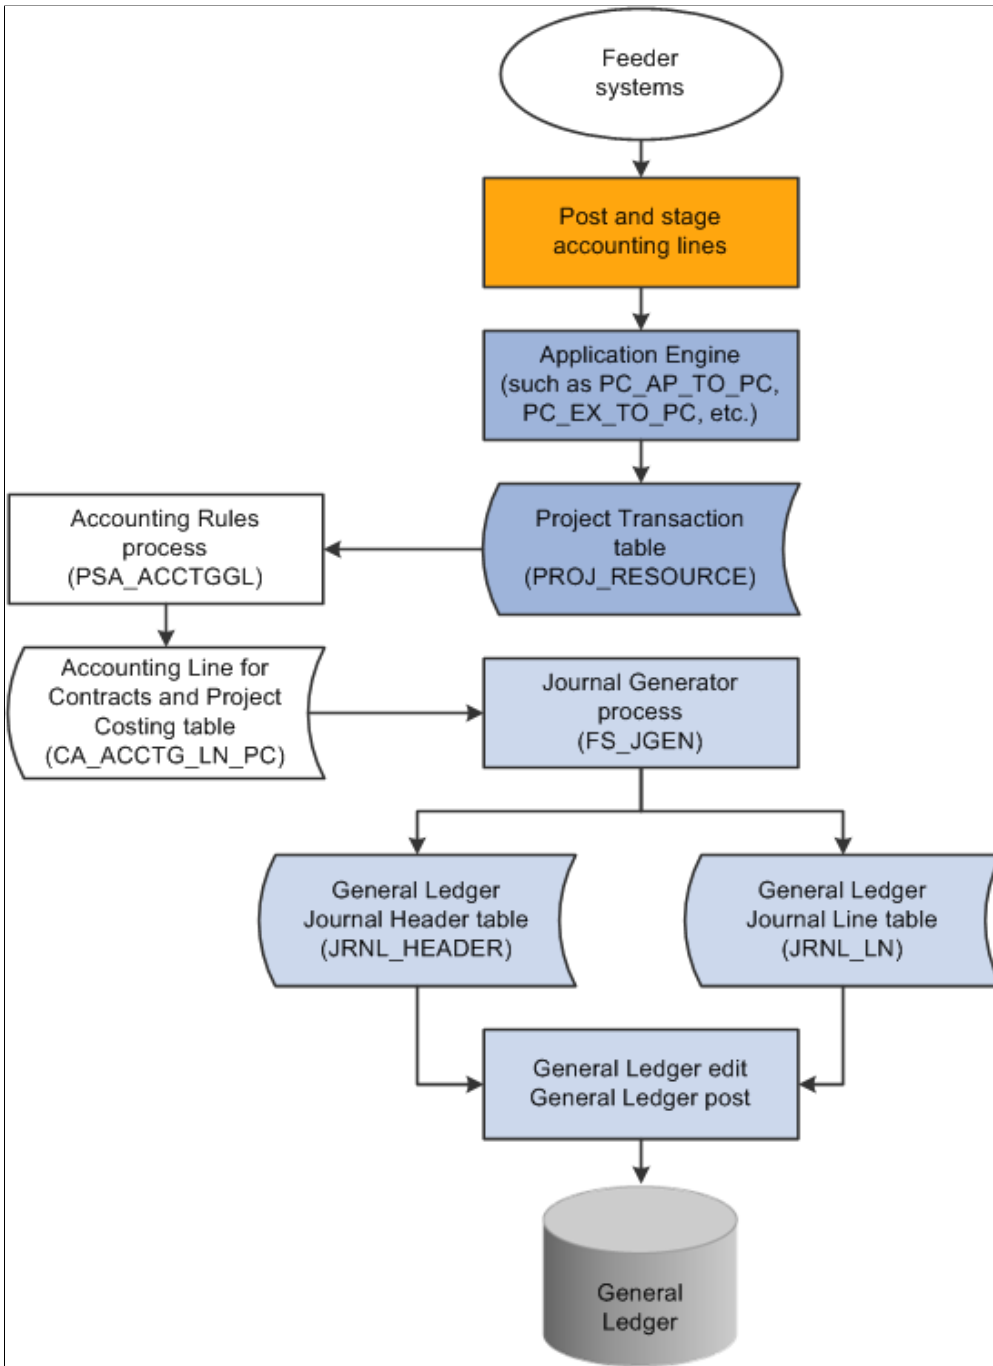 Feeder
systems
Post and stage
accounting lines
Application Engine
(such as PC_AP_TO_PC,
PC_EX_TO_PC, etc.)
Project Transaction
table
(PROJ_RESOURCE)
Accounting Rules
process
(PSA_ACCTGGL)
Accounting Line for
Contracts and Project
Costing table
(CA_ACCTG_LN_PC)
Journal Generator
process
(FS_JGEN)
General Ledger
Journal Header table
(JRNL_HEADER)
General Ledger
Journal Line table
(JRNL_LN)
General Ledger edit
General Ledger post
General
Ledger